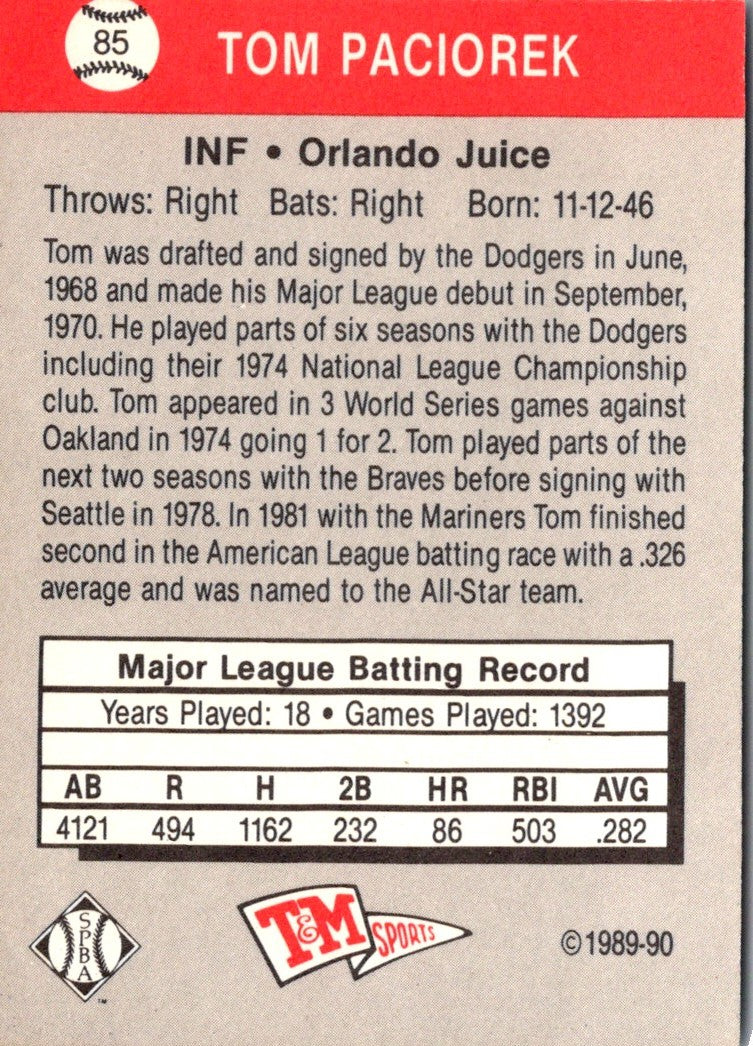 85
TOM PACIOREK
INF • Orlando Juice
Throws: Right Bats: Right Born: 11-12-46
Tom was drafted and signed by the Dodgers in June,
1968 and made his Major League debut in September,
1970. He played parts of six seasons with the Dodgers
including their 1974 National League Championship
club. Tom appeared in 3 World Series games against
Oakland in 1974 going 1 for 2. Tom played parts of the
next two seasons with the Braves before signing with
Seattle in 1978. In 1981 with the Mariners Tom finished
second in the American League batting race with a .326
average and was named to the All-Star team.
Major League Batting Record
Years Played: 18 • Games Played: 1392
AB R H 2B HR RBI AVG
4121 494 1162 232 86 503 .282
SPBA
™
T&M SPORTS
©1989-90